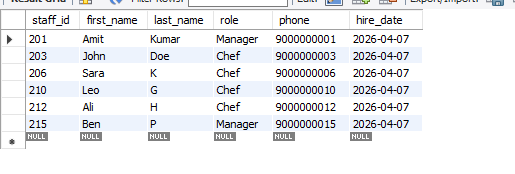 Result Grid Filter Rows: Edit: Export/Import:
staff_id first_name last_name role phone hire_date
201 Amit Kumar Manager 9000000001 2026-04-07
203 John Doe Chef 9000000003 2026-04-07
206 Sara K Chef 9000000006 2026-04-07
210 Leo G Chef 9000000010 2026-04-07
212 Ali H Chef 9000000012 2026-04-07
215 Ben P Manager 9000000015 2026-04-07
NULL NULL NULL NULL NULL NULL